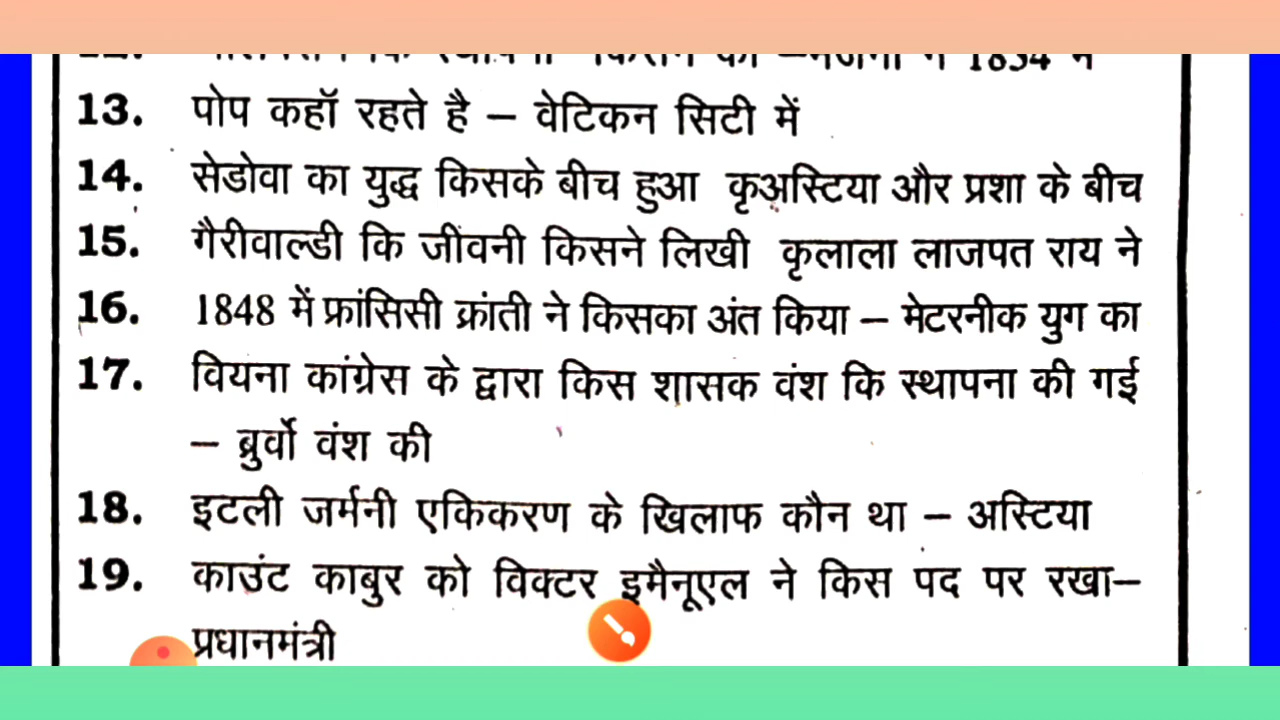 13. पोप कहाॅ रहते है – वेटिकन सिटी में
14. सेडोवा का युद्ध किसके बीच हुआ कृअस्टिया और प्रशा के बीच
15. गैरीवाल्डी कि जीवनी किसने लिखी कृलाला लाजपत राय ने
16. 1848 में फ्रांसिसी क्रांती ने किसका अंत किया – मेटरनीक युग का
17. वियना कांग्रेस के द्वारा किस शासक वंश कि स्थापना की गई
– ब्रुर्वो वंश की
18. इटली जर्मनी एकिकरण के खिलाफ कौन था – अस्टिया
19. काउंट काबुर को विक्टर इमैनूएल ने किस पद पर रखा–
प्रधानमंत्री